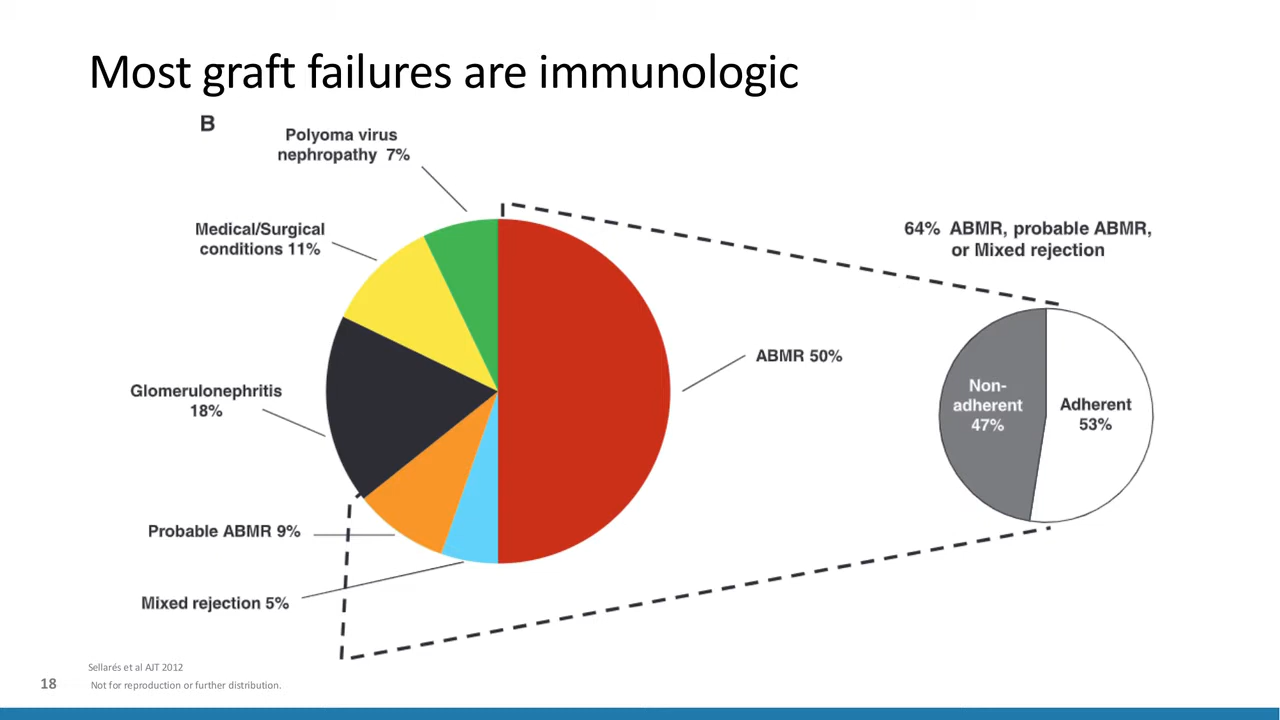 Most graft failures are immunologic
B
Polyoma virus
nephropathy 7%
Medical/Surgical
conditions 11%
64% ABMR, probable ABMR,
or Mixed rejection
ABMR 50%
Glomerulonephritis
18%
Non-
adherent
47%
Adherent
53%
Probable ABMR 9%
Mixed rejection 5%
Sellarés et al AJT 2012
18
Not for reproduction or further distribution.